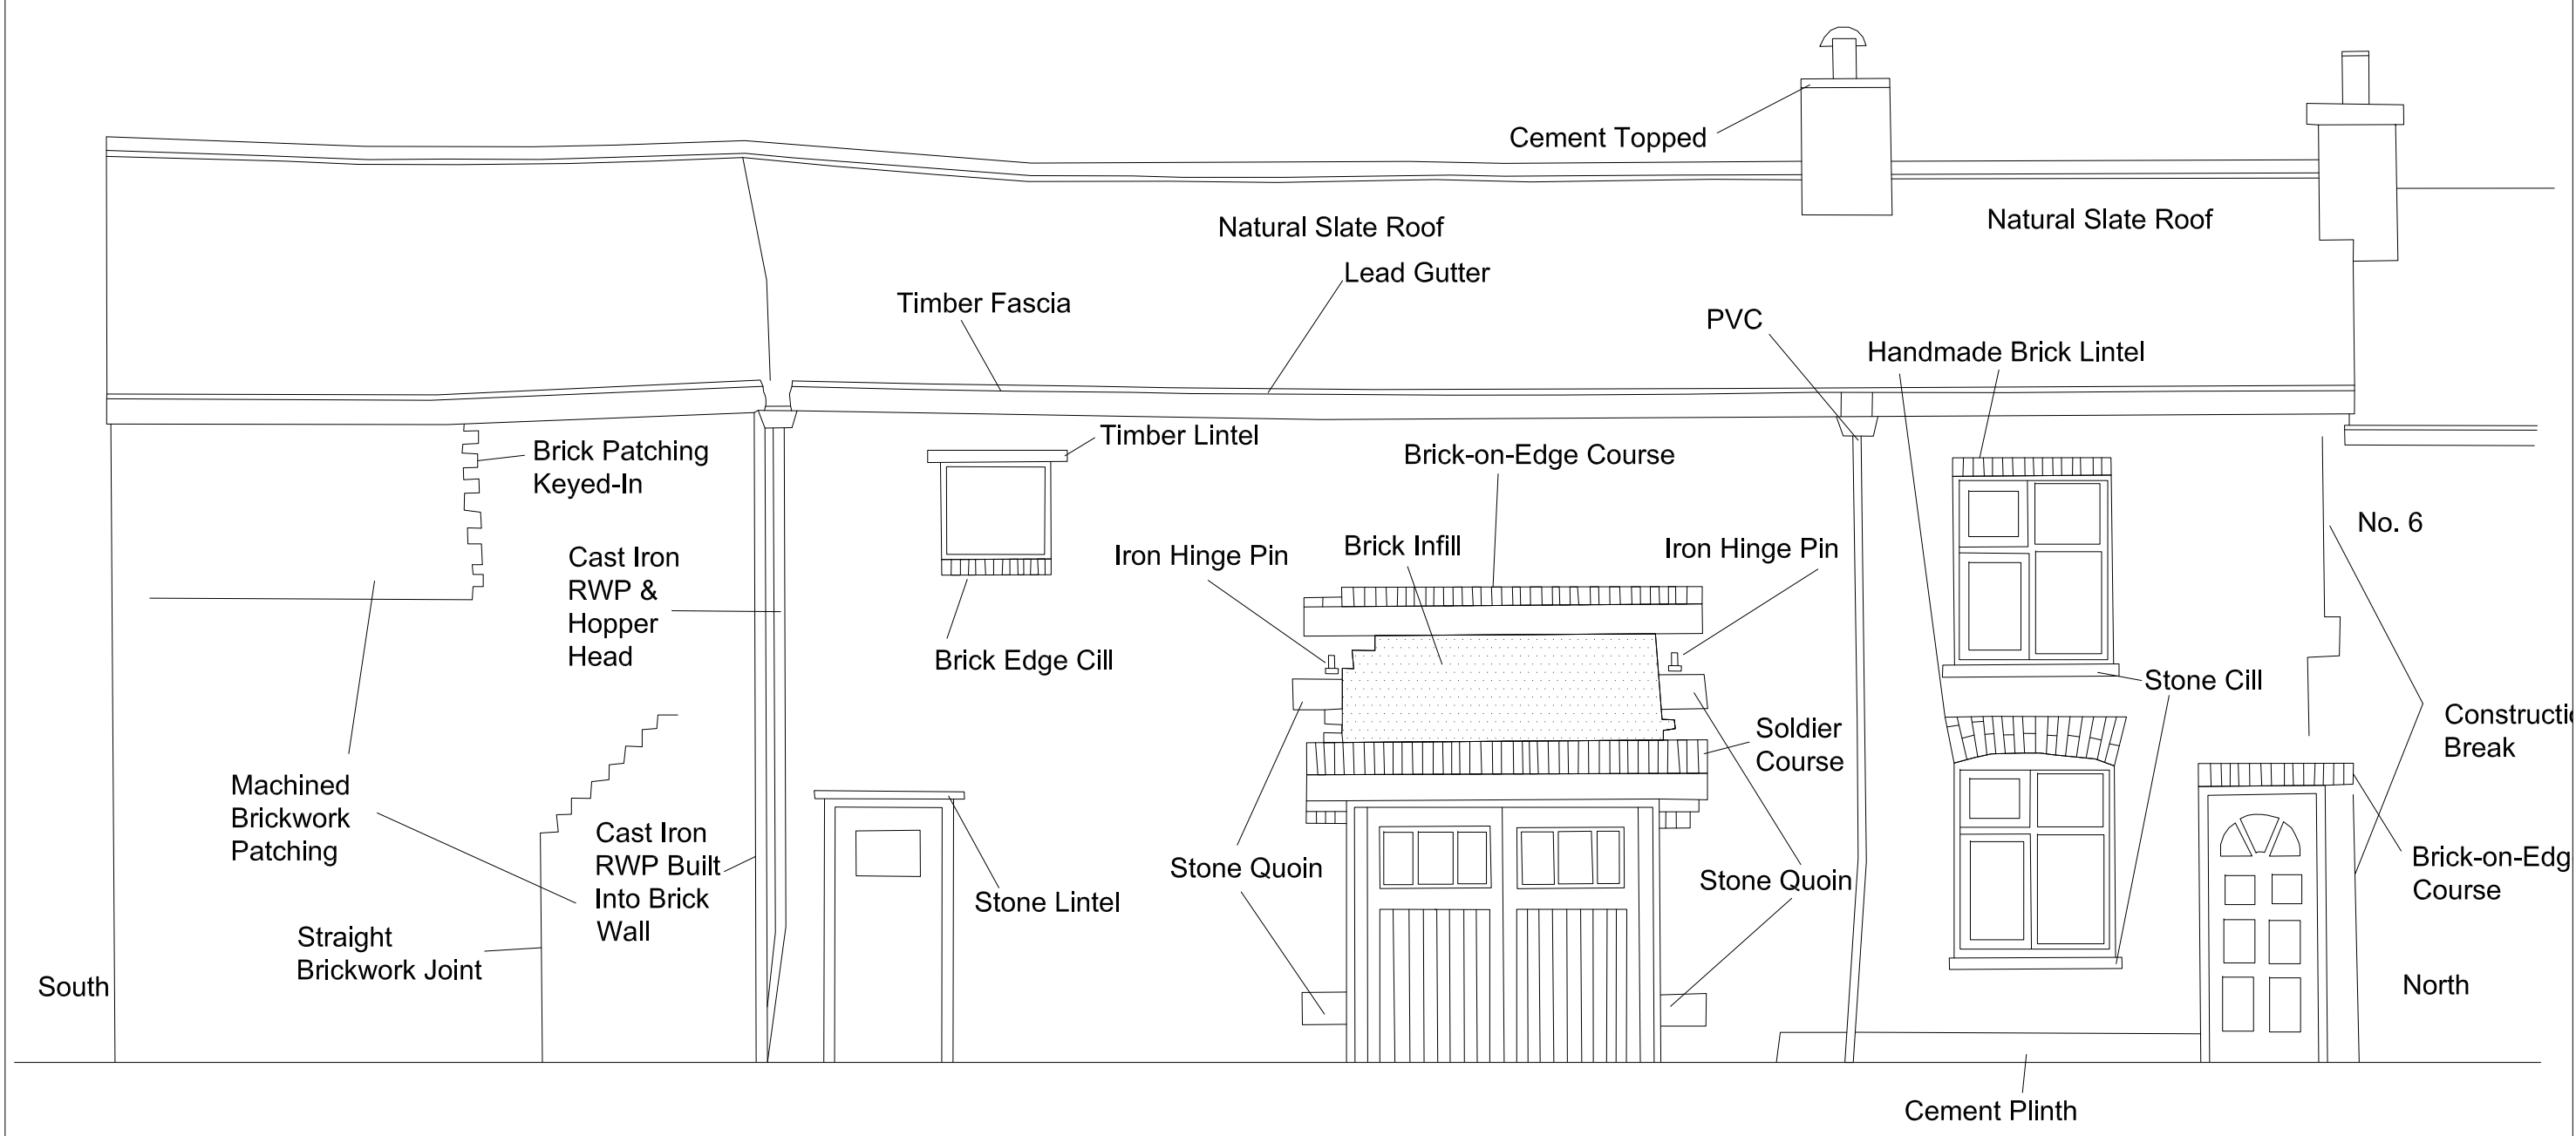 Cement Topped
Natural Slate Roof
Natural Slate Roof
Lead Gutter
Timber Fascia
PVC
Handmade Brick Lintel
Timber Lintel
Brick Patching
Keyed-In
Brick-on-Edge Course
No. 6
Cast Iron
RWP &
Hopper
Head
Iron Hinge Pin
Brick Infill
Iron Hinge Pin
Brick Edge Cill
Stone Cill
Soldier
Course
Constructi
Break
Machined
Brickwork
Patching
Cast Iron
RWP Built
Into Brick
Wall
Stone Quoin
Stone Quoin
Brick-on-Edg
Course
Stone Lintel
Straight
Brickwork Joint
South
North
Cement Plinth